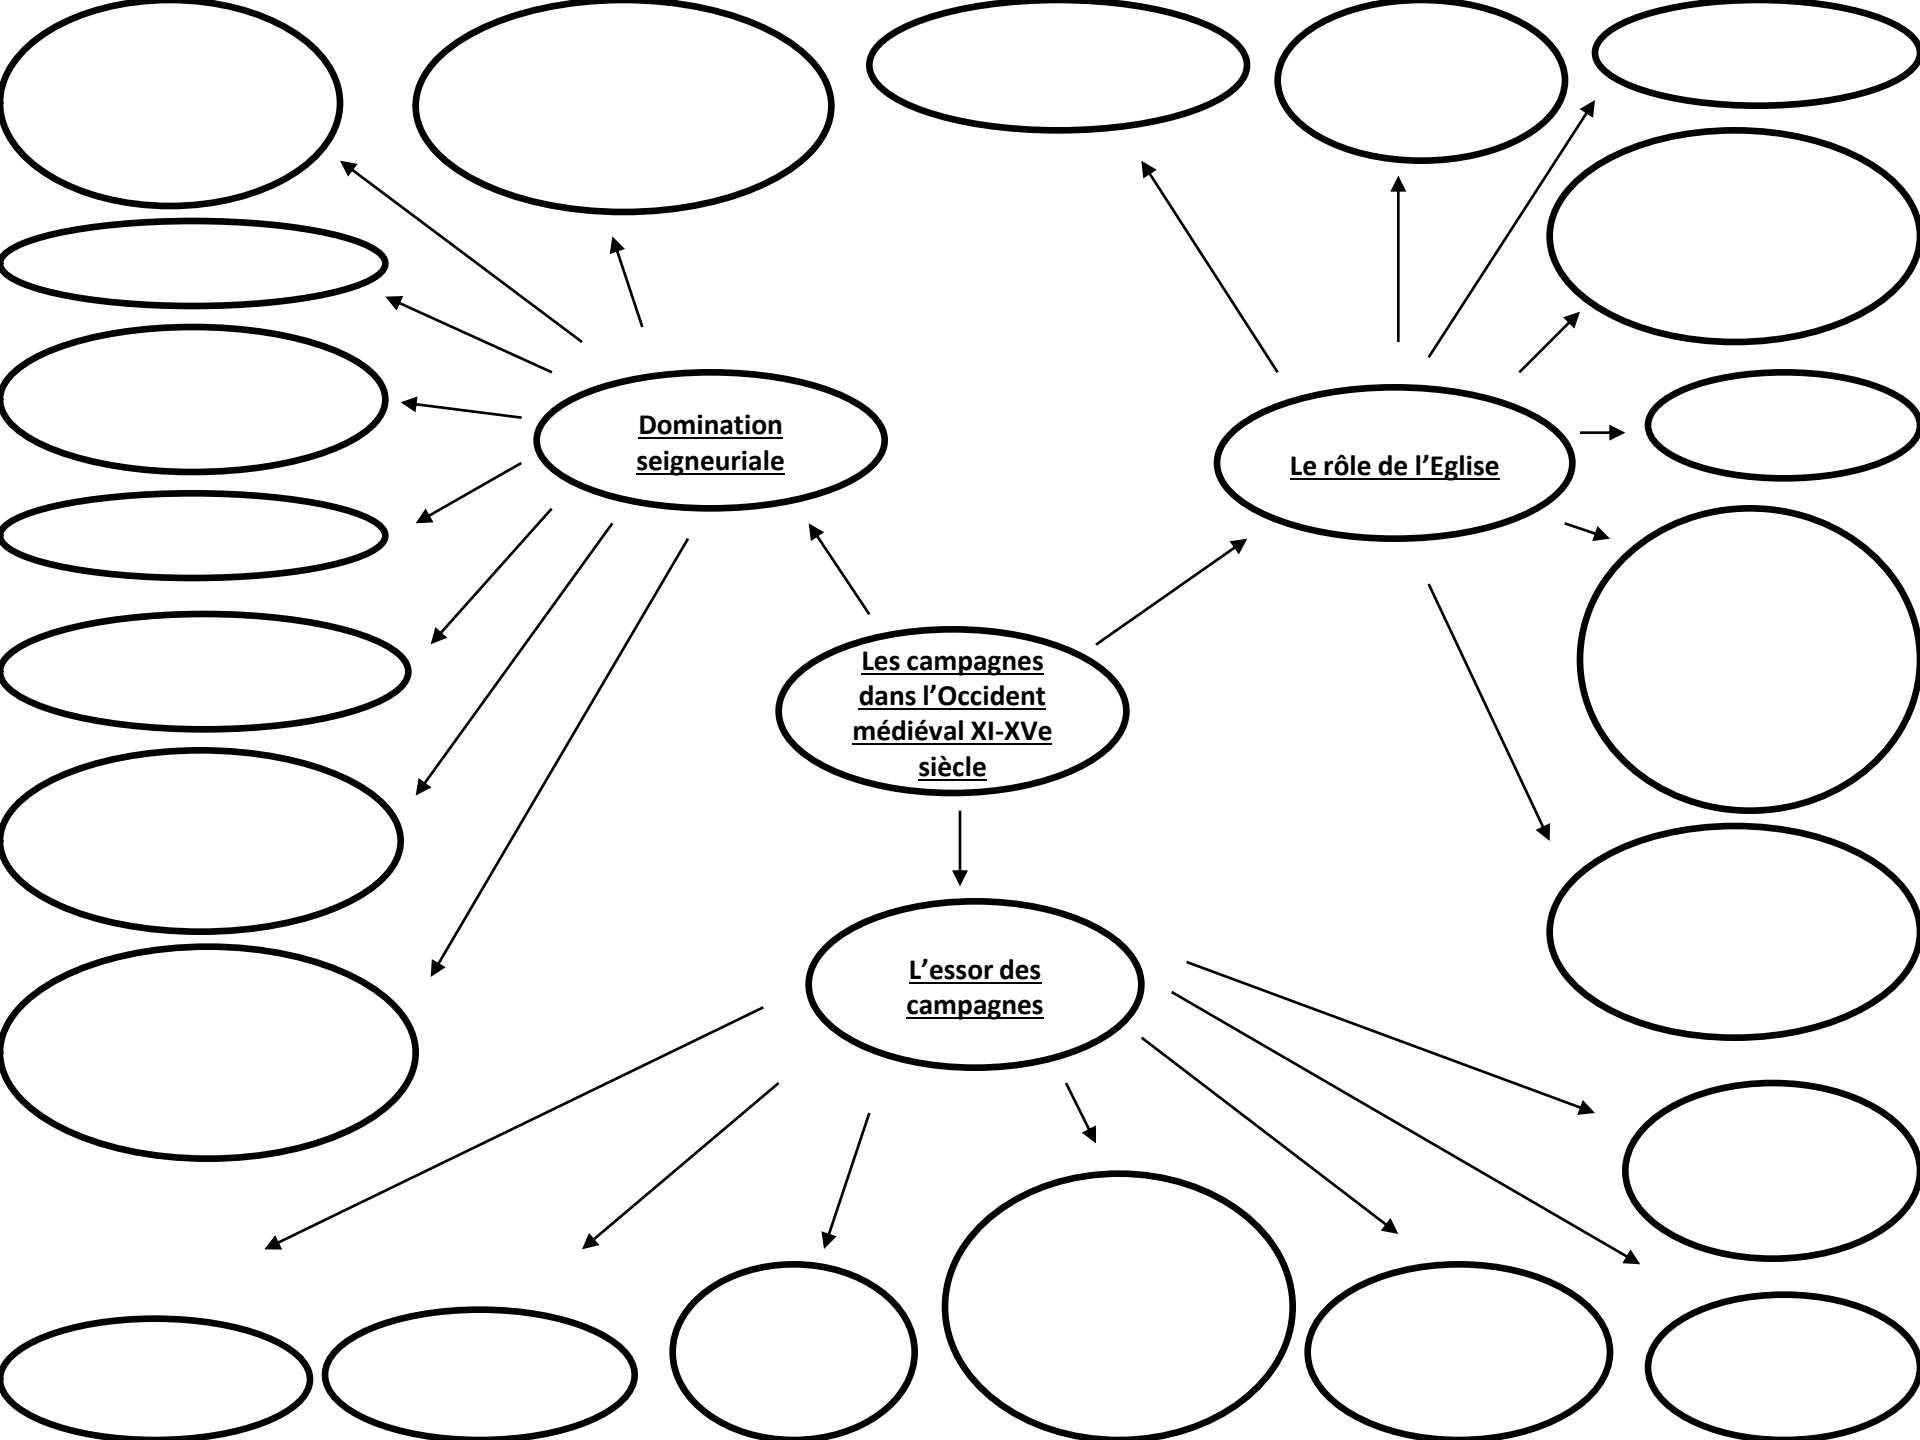 Domination
seigneuriale
Le rôle de l’Eglise
Les campagnes
dans l’Occident
médiéval XI-XVe
siècle
L’essor des
campagnes